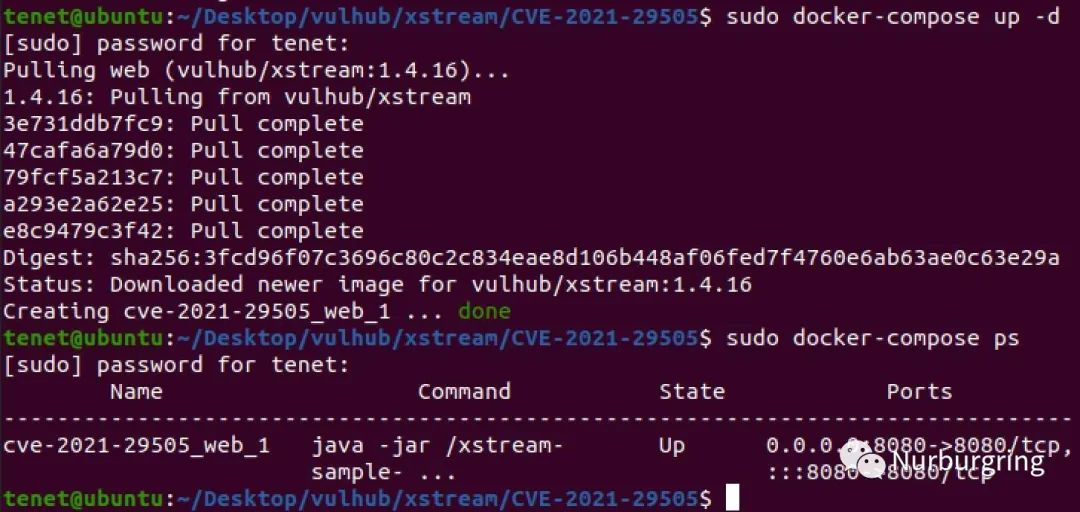 tenet@ubuntu:~/Desktop/vulhub/xstream/CVE-2021-29505$ sudo docker-compose up -d
[sudo] password for tenet:
Pulling web (vulhub/xstream:1.4.16)...
1.4.16: Pulling from vulhub/xstream
3e731ddb7fc9: Pull complete
47cafa6a79d0: Pull complete
79fcf5a213c7: Pull complete
a293e2a62e25: Pull complete
e8c9479c3f42: Pull complete
Digest: sha256:3fcd96f07c3696c80c2c834eae8d106b448af06fed7f4760e6ab63ae0c63e29a
Status: Downloaded newer image for vulhub/xstream:1.4.16
Creating cve-2021-29505_web_1 ... done
tenet@ubuntu:~/Desktop/vulhub/xstream/CVE-2021-29505$ sudo docker-compose ps
[sudo] password for tenet:
Name Command State Ports
--------------------------------------------------------------------------------
cve-2021-29505_web_1 java -jar /xstream- Up 0.0.0.0:8080->8080/tcp,
sample- ... :::8080->8080/tcp
Nurburgring
tenet@ubuntu:~/Desktop/vulhub/xstream/CVE-2021-29505$